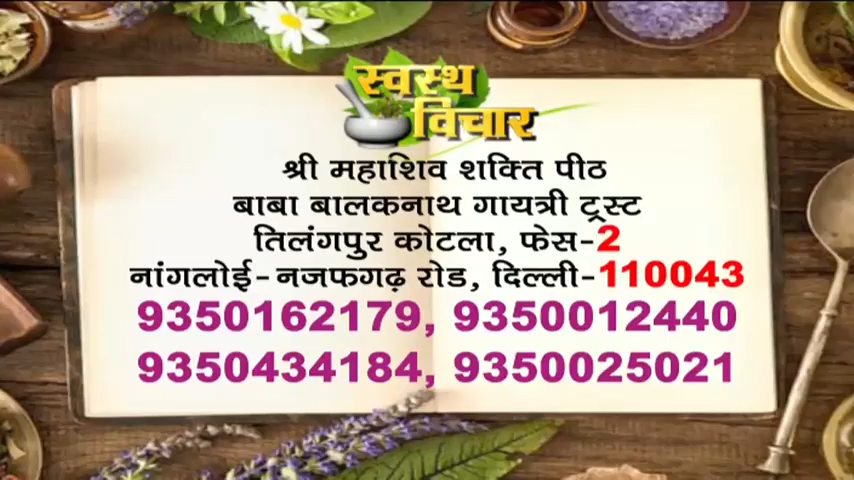 स्वस्थ
विचार
श्री महाशिव शक्ति पीठ
बाबा बालकनाथ गायत्री ट्रस्ट
तिलंगपुर कोटला, फेस-2
नांगलोई-नजफगढ़ रोड, दिल्ली-110043
9350162179, 9350012440
9350434184, 9350025021